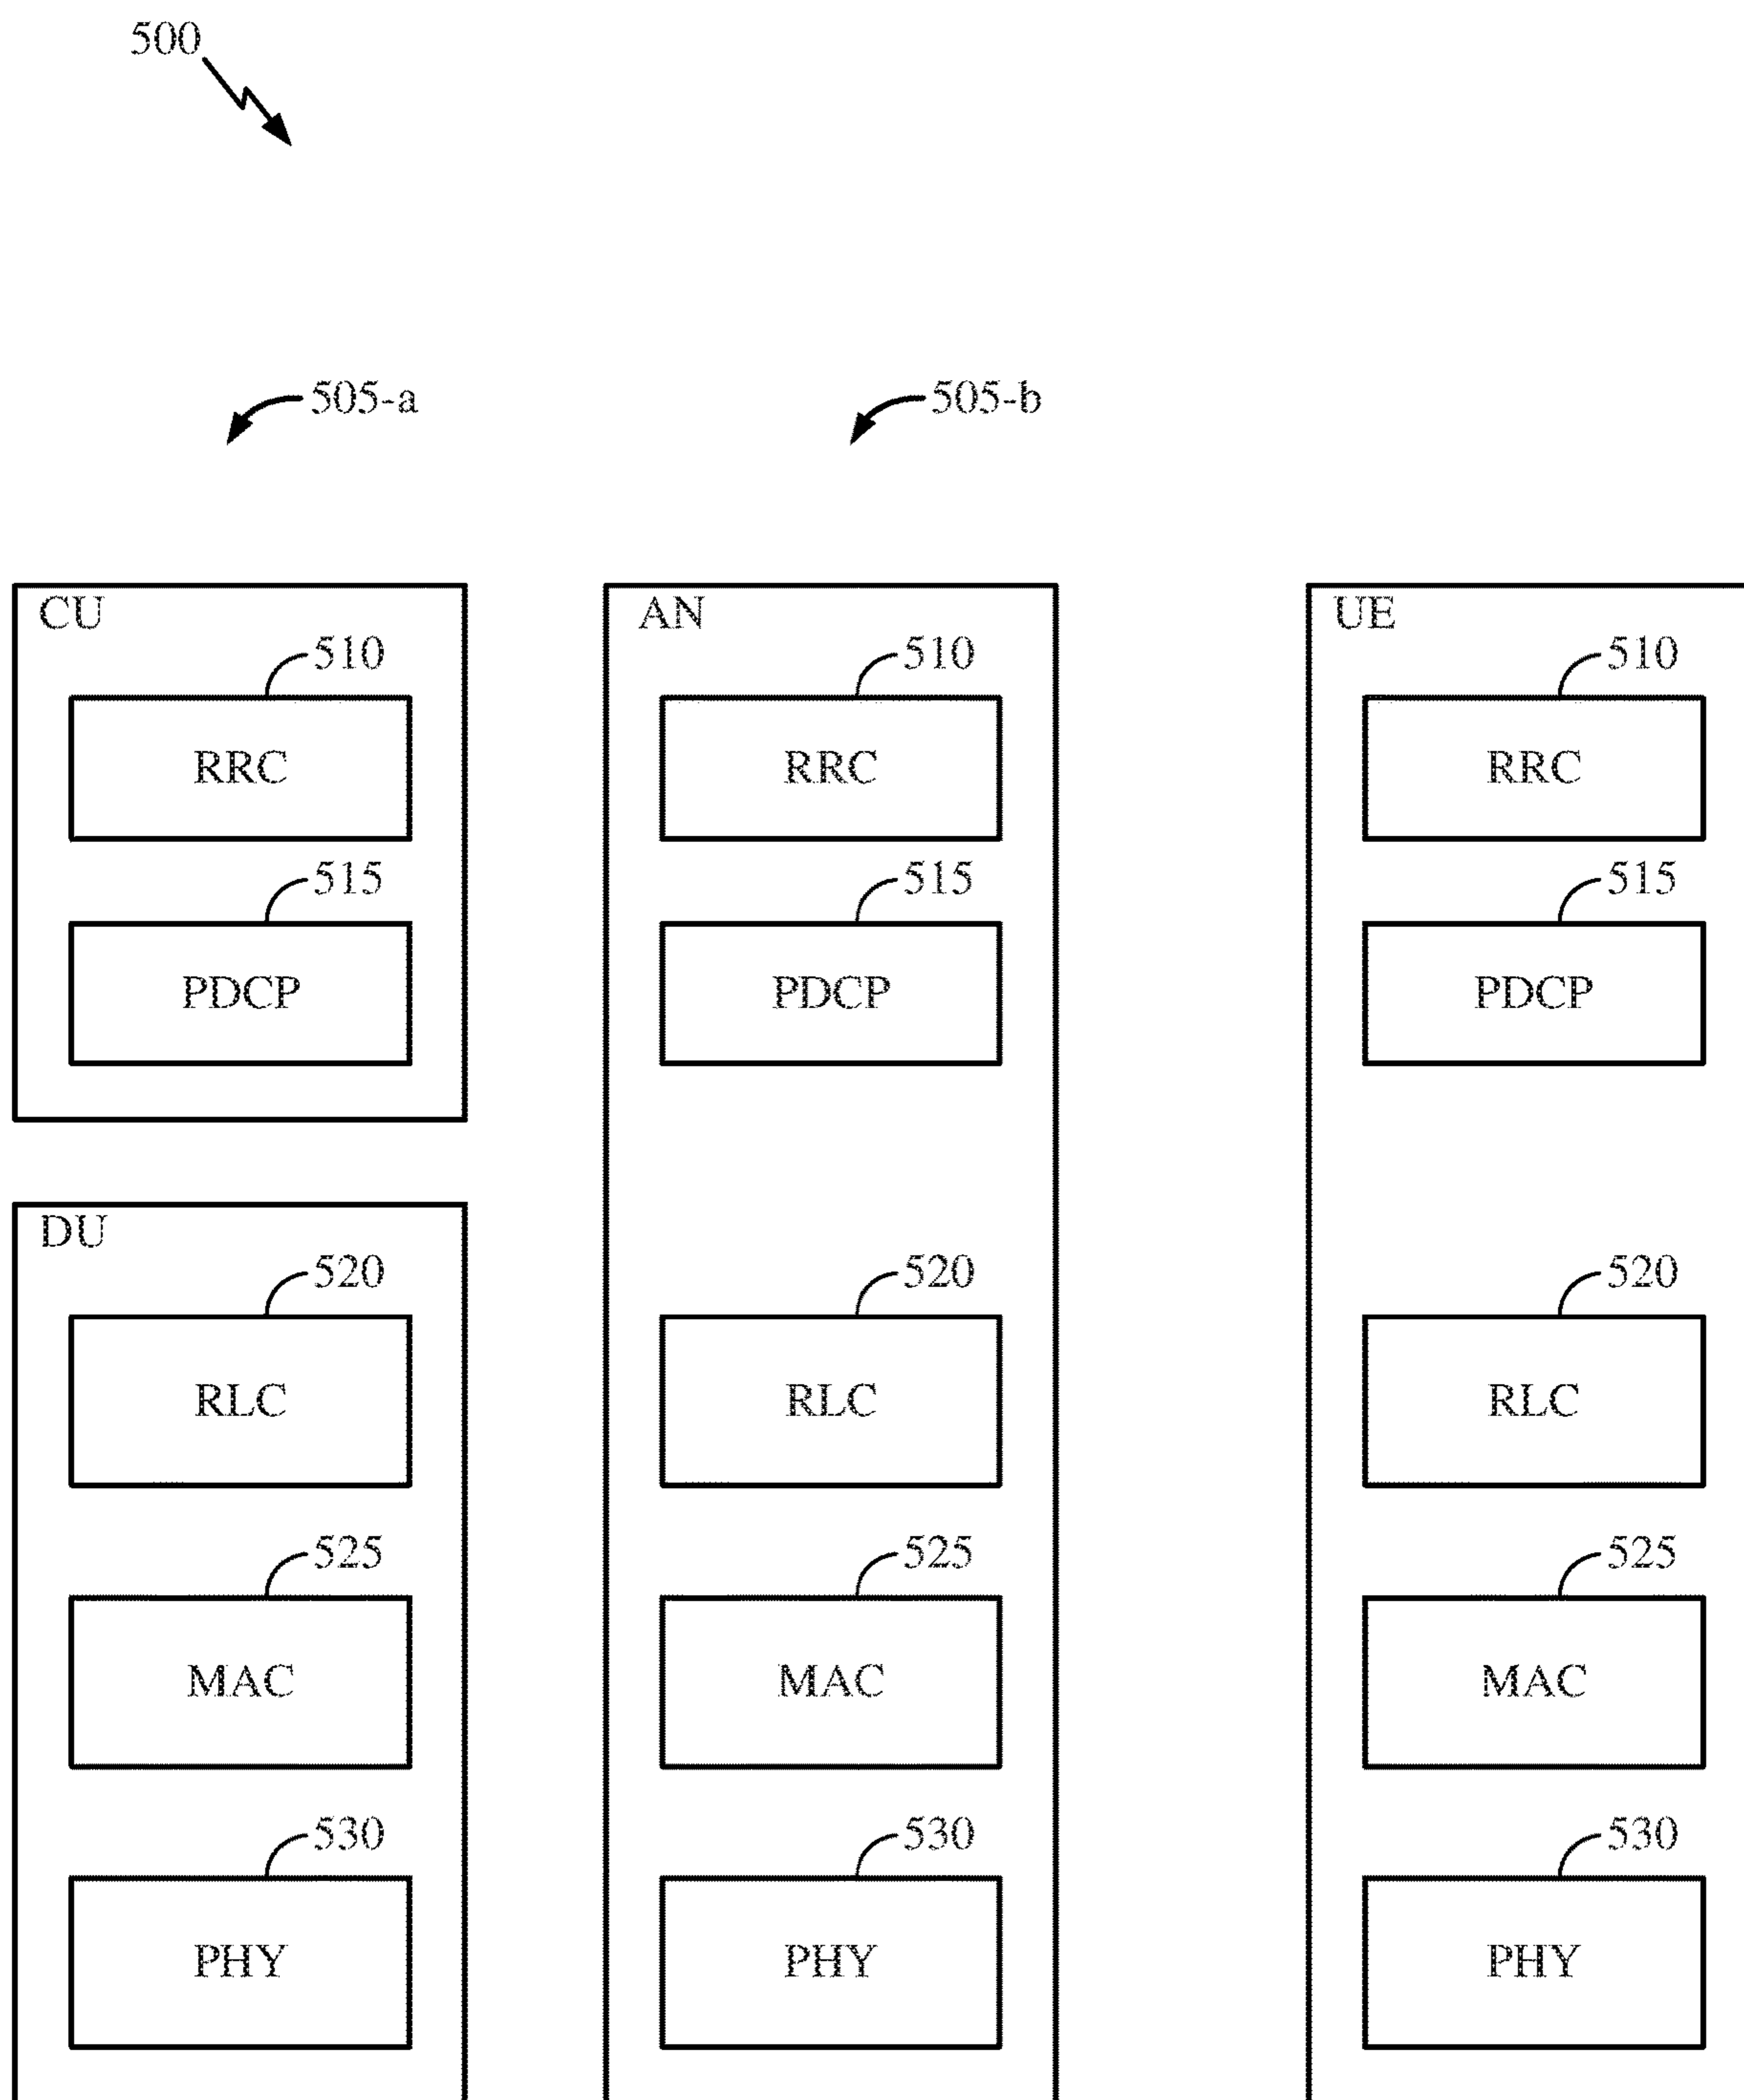 500
505-a 505-b
CU AN UE
510 510 510
RRC RRC RRC
515 515 515
PDCP PDCP PDCP
DU
520 520 520
RLC RLC RLC
525 525 525
MAC MAC MAC
530 530 530
PHY PHY PHY